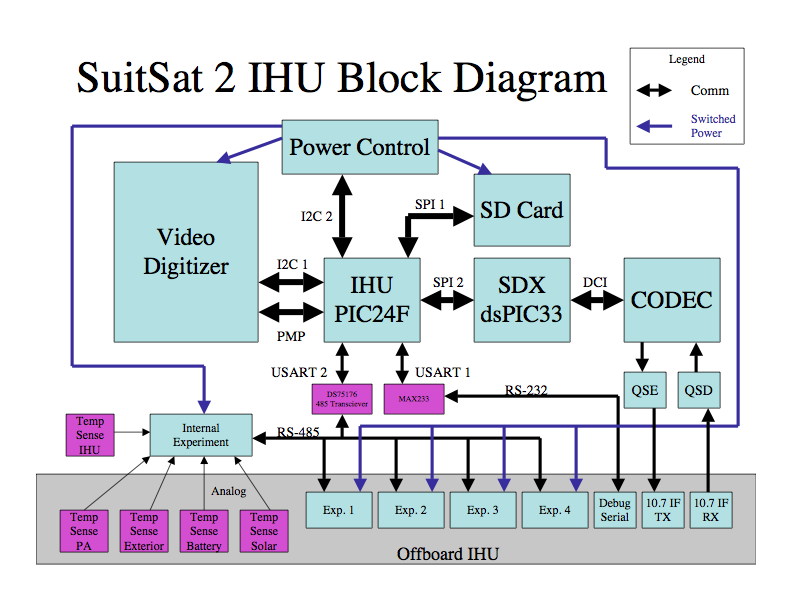 SuitSat 2 IHU Block Diagram
Legend
Comm
Switched
Power
Power Control
I2C 2
SPI 1
SD Card
Video
Digitizer
I2C 1
PMP
IHU
PIC24F
SPI 2
SDX
dsPIC33
DCI
CODEC
USART 2
USART 1
DS75176
485 Transciever
MAX233
RS-232
QSE
QSD
Temp
Sense
IHU
Internal
Experiment
RS-485
Analog
Temp
Sense
PA
Temp
Sense
Exterior
Temp
Sense
Battery
Temp
Sense
Solar
Exp. 1
Exp. 2
Exp. 3
Exp. 4
Debug
Serial
10.7 IF
TX
10.7 IF
RX
Offboard IHU